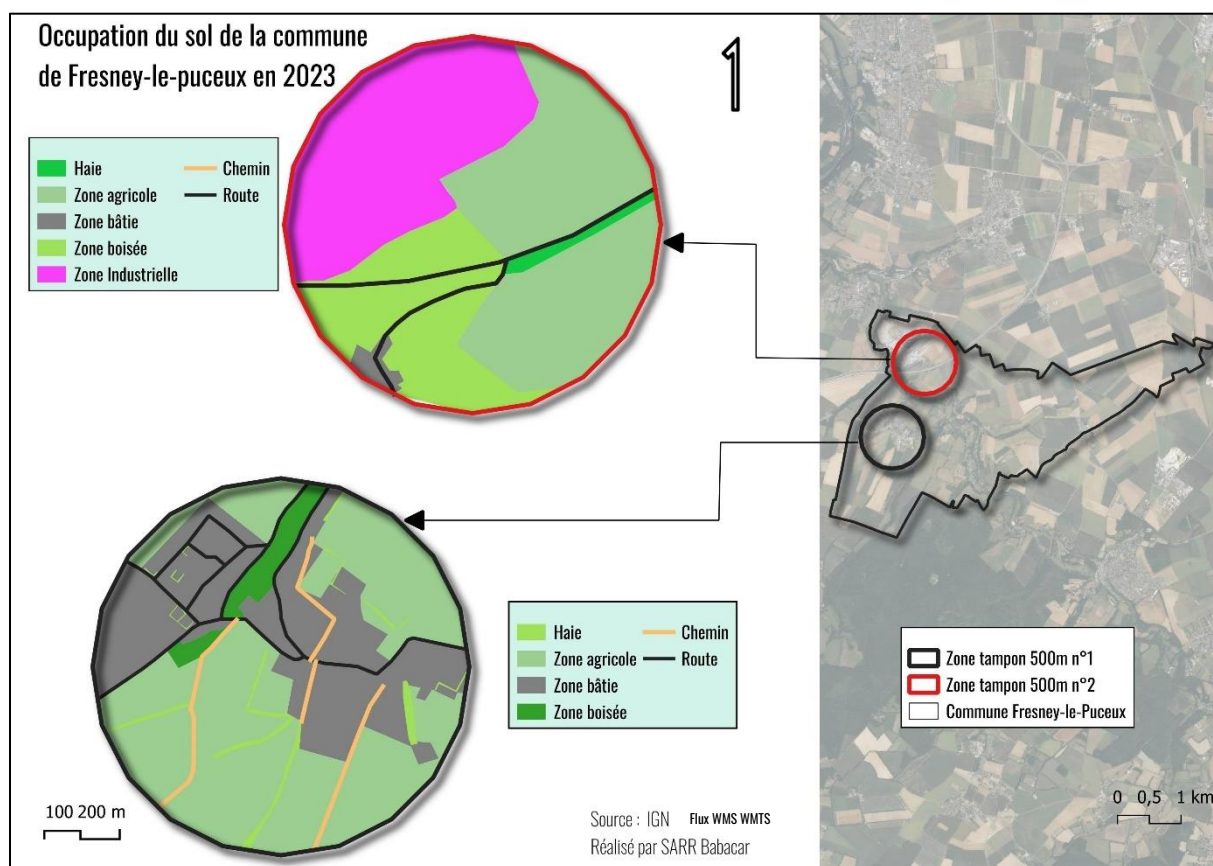 Occupation du sol de la commune
de Fresney-le-puceux en 2023
Haie
Zone agricole
Zone bâtie
Zone boisée
Zone Industrielle
Chemin
Route
Haie
Zone agricole
Zone bâtie
Zone boisée
Chemin
Route
Zone tampon 500m n°1
Zone tampon 500m n°2
Commune Fresney-le-Puceux
100 200 m
0 0,5 1 km
Source : IGN Flux WMS WMTS
Réalisé par SARR Babacar